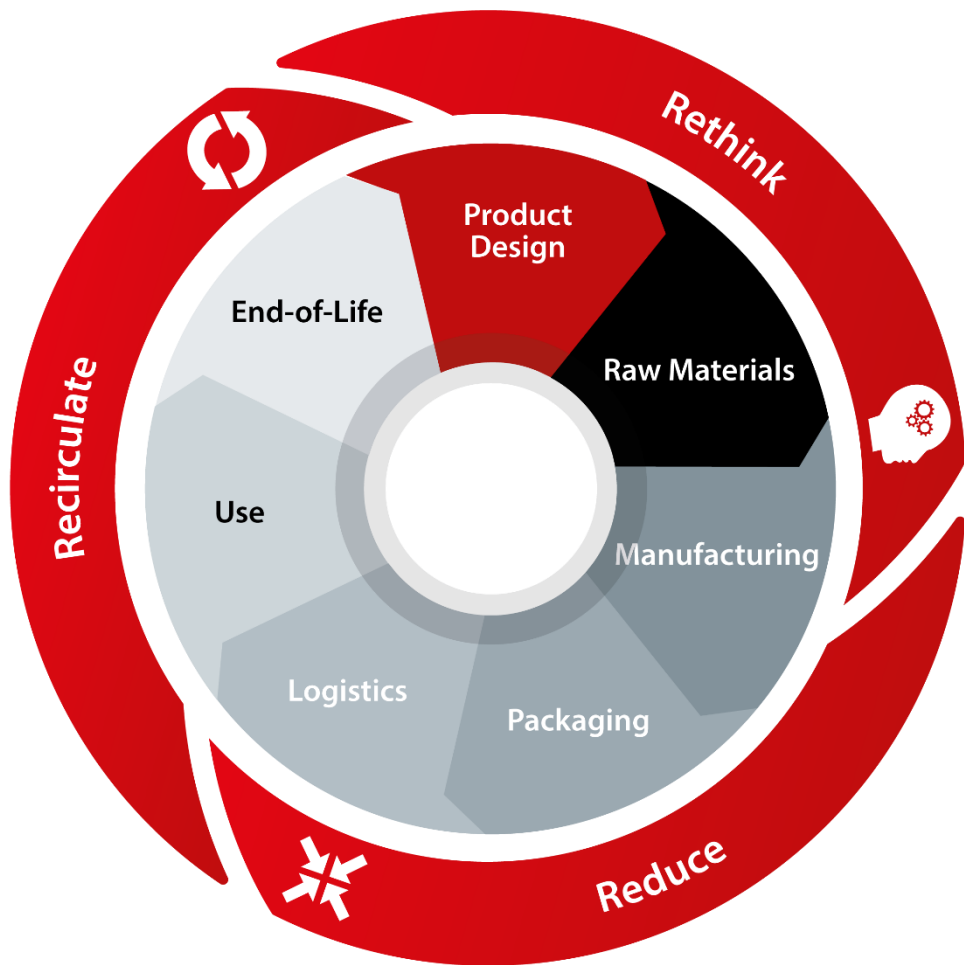 Rethink
Reduce
Recirculate
Product
Design
Raw Materials
Manufacturing
Packaging
Logistics
Use
End-of-Life